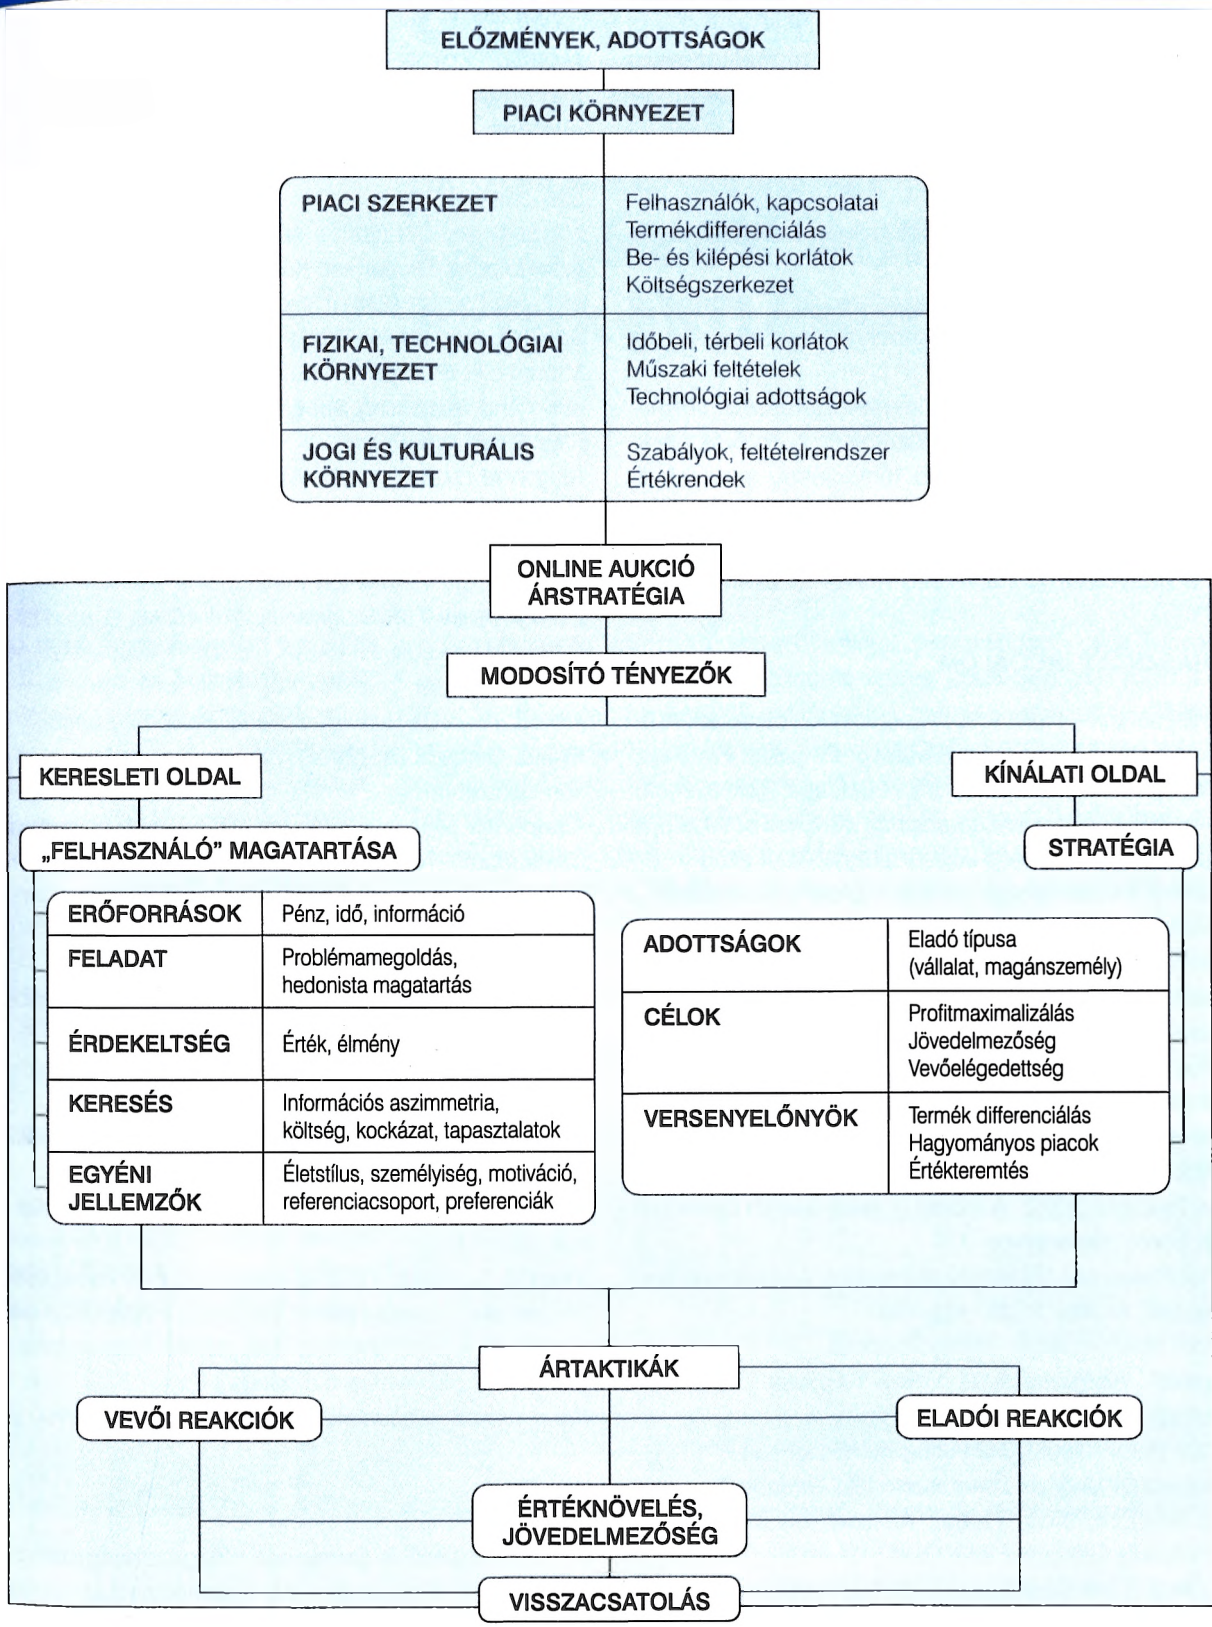 ELŐZMÉNYEK, ADOTTSÁGOK
PIACI KÖRNYEZET
PIACI SZERKEZET
Felhasználók, kapcsolatai
Termékdifferenciálás
Be- és kilépési korlátok
Költségszerkezet
FIZIKAI, TECHNOLÓGIAI
KÖRNYEZET
Időbeli, térbeli korlátok
Műszaki feltételek
Technológiai adottságok
JOGI ÉS KULTURÁLIS
KÖRNYEZET
Szabályok, feltételrendszer
Értékrendek
ONLINE AUKCIÓ
ÁRSTRATÉGIA
MODOSÍTÓ TÉNYEZŐK
KERESLETI OLDAL
„FELHASZNÁLÓ” MAGATARTÁSA
ERŐFORRÁSOK
Pénz, idő, információ
FELADAT
Problémamegoldás,
hedonista magatartás
ÉRDEKELTSÉG
Érték, élmény
KERESÉS
Információs aszimmetria,
költség, kockázat, tapasztalatok
EGYÉNI
JELLEMZŐK
Életstílus, személyiség, motiváció,
referenciacsoport, preferenciák
KÍNÁLATI OLDAL
STRATÉGIA
ADOTTSÁGOK
Eladó típusa
(vállalat, magánszemély)
CÉLOK
Profitmaximalizálás
Jövedelmezőség
Vevőelégedettség
VERSENYELŐNYÖK
Termék differenciálás
Hagyományos piacok
Értékteremtés
ÁRTAKTIKÁK
VEVŐI REAKCIÓK
ELADÓI REAKCIÓK
ÉRTÉKNÖVELÉS,
JÖVEDELMEZŐSÉG
VISSZACSATOLÁS